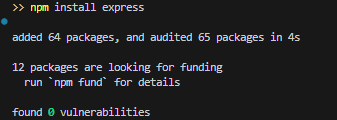 >> npm install express
added 64 packages, and audited 65 packages in 4s
12 packages are looking for funding
run `npm fund` for details
found 0 vulnerabilities